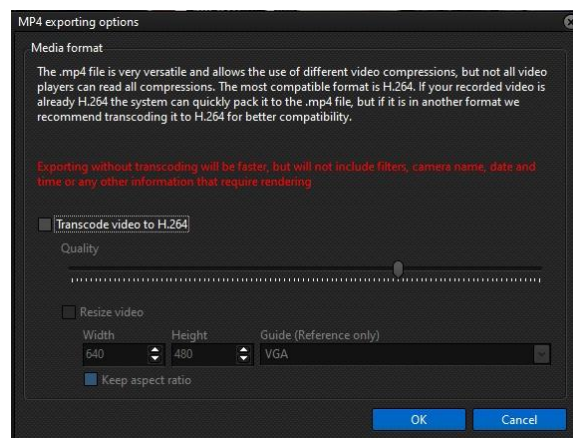 MP4 exporting options
Media format
The .mp4 file is very versatile and allows the use of different video compressions, but not all video
players can read all compressions. The most compatible format is H.264. If your recorded video is
already H.264 the system can quickly pack it to the .mp4 file, but if it is in another format we
recommend transcoding it to H.264 for better compatibility.
Exporting without transcoding will be faster, but will not include filters, camera name, date and
time or any other information that require rendering
Transcode video to H.264
Quality
Resize video
Width Height Guide (Reference only)
640 480 VGA
Keep aspect ratio
OK Cancel